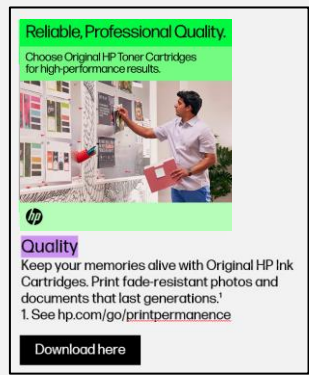 Reliable, Professional Quality.
Choose Original HP Toner Cartridges
for high-performance results.
hp
Quality
Keep your memories alive with Original HP Ink
Cartridges. Print fade-resistant photos and
documents that last generations.¹
1. See hp.com/go/printpermanence
Download here